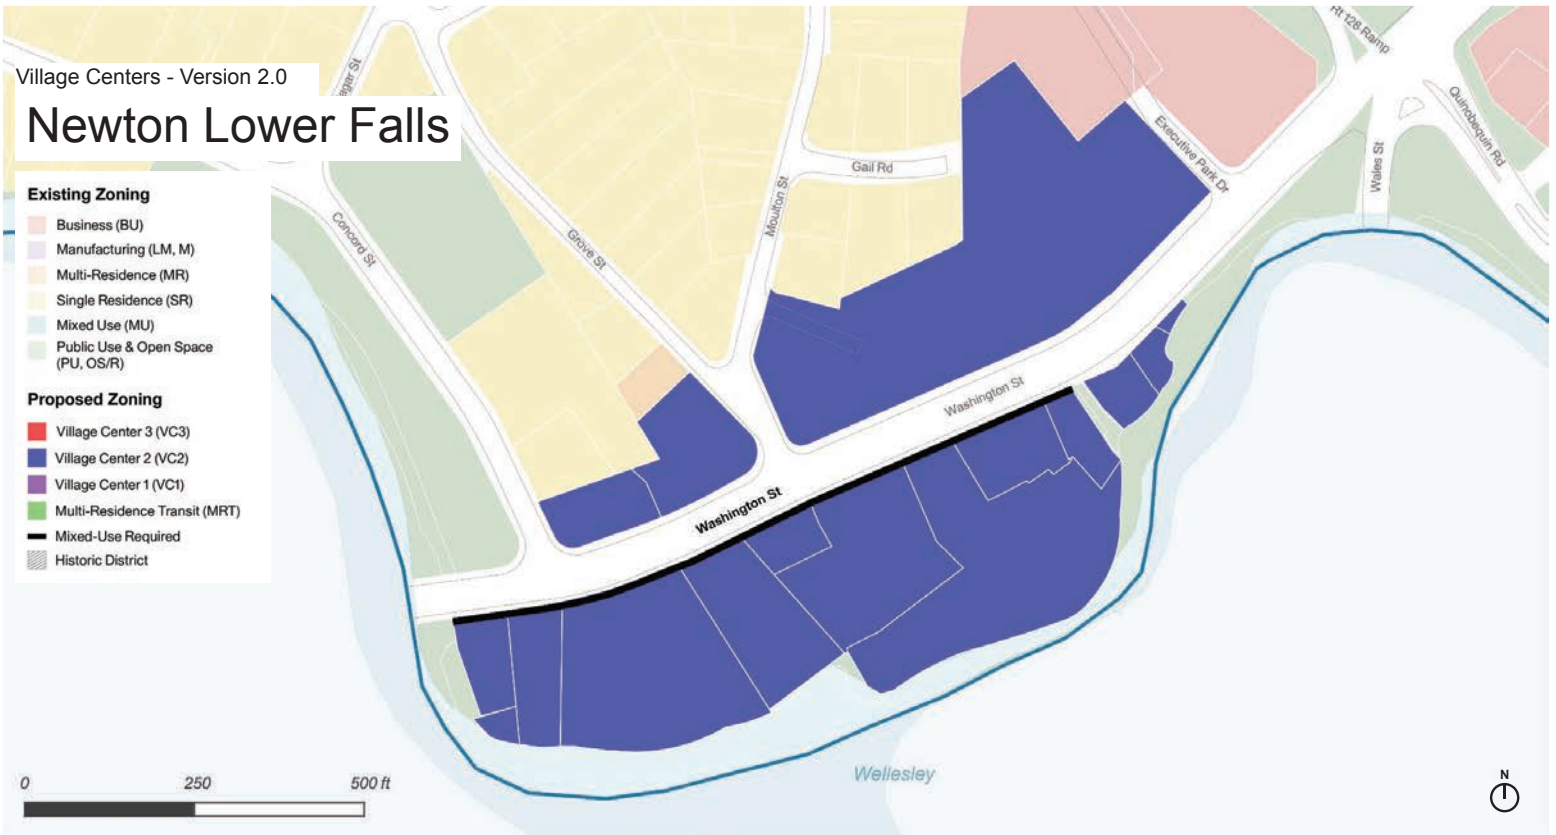 Village Centers - Version 2.0
Newton Lower Falls
Existing Zoning
Business (BU)
Manufacturing (LM, M)
Multi-Residence (MR)
Single Residence (SR)
Mixed Use (MU)
Public Use & Open Space
(PU, OS/R)
Proposed Zoning
Village Center 3 (VC3)
Village Center 2 (VC2)
Village Center 1 (VC1)
Multi-Residence Transit (MRT)
Mixed-Use Required
Historic District
0 250 500 ft
agar St
Concord St
Grove St
Moulton St
Gail Rd
Executive Park Dr
Rt 128 Ramp
Quinobequin Rd
Wales St
Washington St
Washington St
Wellesley
N